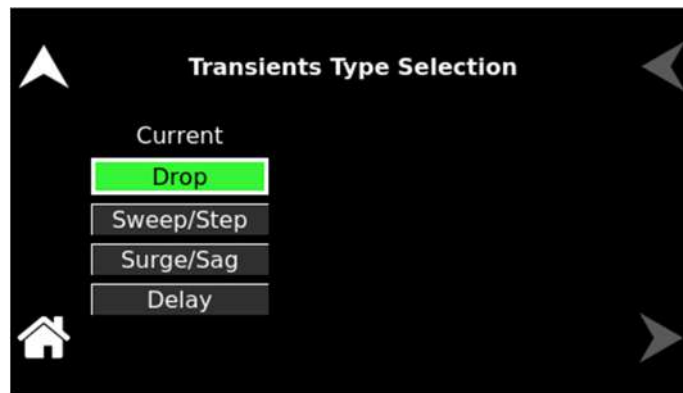 Transients Type Selection
Current
Drop
Sweep/Step
Surge/Sag
Delay